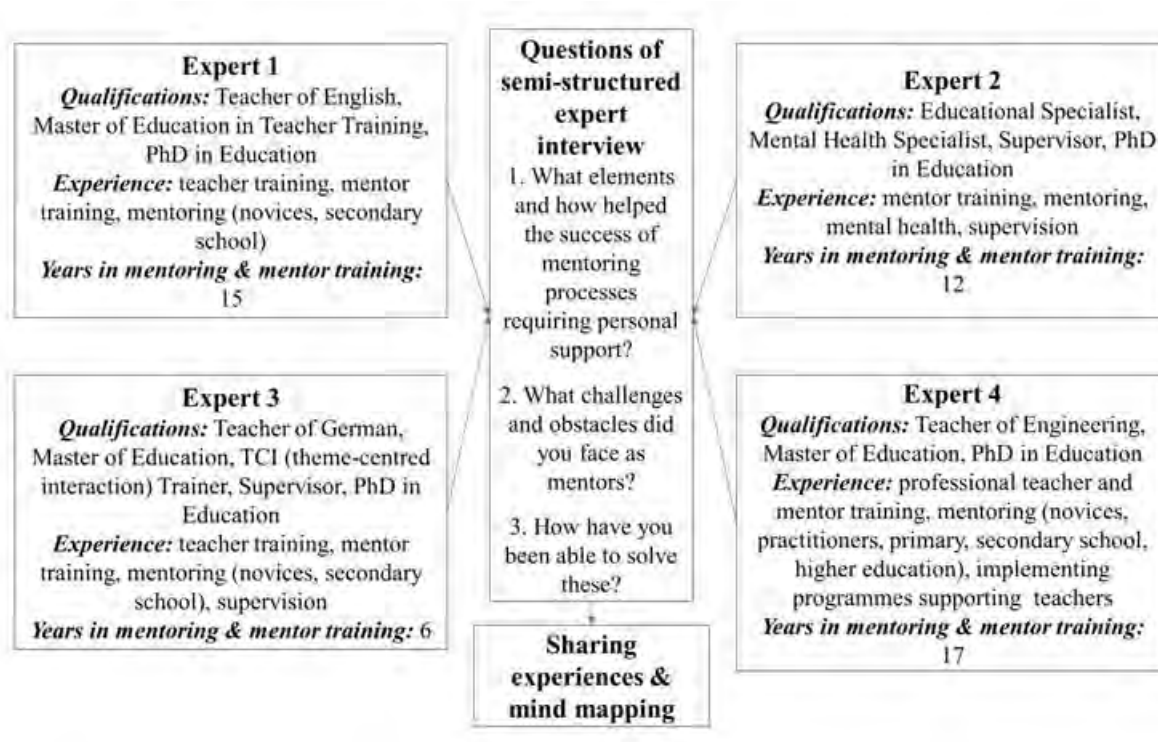 Expert 1
Qualifications: Teacher of English,
Master of Education in Teacher Training,
PhD in Education
Experience: teacher training, mentor
training, mentoring (novices, secondary
school)
Years in mentoring & mentor training:
15
Questions of
semi-structured
expert
interview
1. What elements
and how helped
the success of
mentoring
processes
requiring personal
support?
2. What challenges
and obstacles did
you face as
mentors?
3. How have you
been able to solve
these?
Expert 2
Qualifications: Educational Specialist,
Mental Health Specialist, Supervisor, PhD
in Education
Experience: mentor training, mentoring,
mental health, supervision
Years in mentoring & mentor training:
12
Expert 3
Qualifications: Teacher of German,
Master of Education, TCI (theme-centred
interaction) Trainer, Supervisor, PhD in
Education
Experience: teacher training, mentor
training, mentoring (novices, secondary
school), supervision
Years in mentoring & mentor training: 6
Expert 4
Qualifications: Teacher of Engineering,
Master of Education, PhD in Education
Experience: professional teacher and
mentor training, mentoring (novices,
practitioners, primary, secondary school,
higher education), implementing
programmes supporting teachers
Years in mentoring & mentor training:
17
Sharing
experiences &
mind mapping